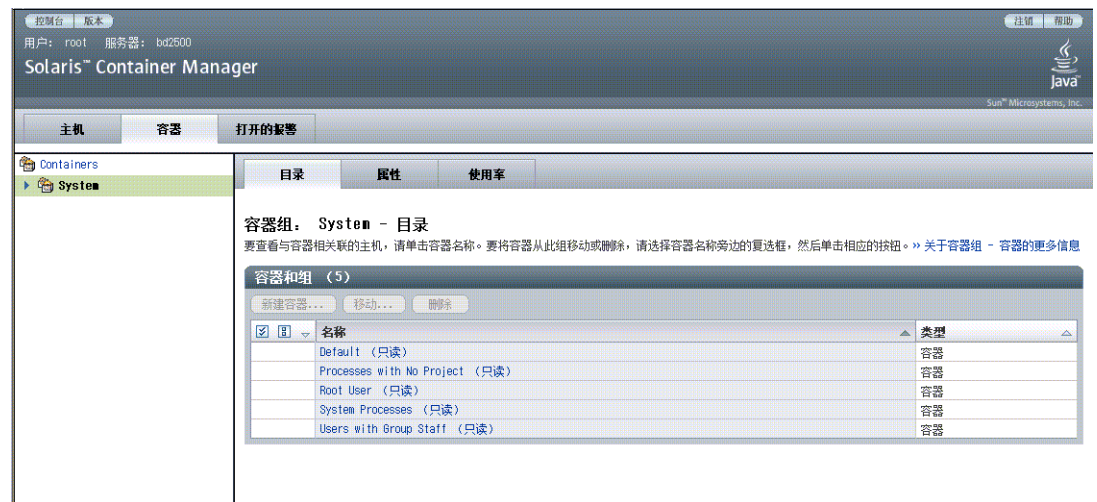 控制台 版本 注销 帮助
用户: root 服务器: bd2500
Solaris™ Container Manager
Java™
Sun™ Microsystems, Inc.
主机 容器 打开的报警
Containers
System
目录 属性 使用率
容器组: System - 目录
要查看与容器相关联的主机，请单击容器名称。要将容器从此组移动或删除，请选择容器名称旁边的复选框，然后单击相应的按钮。» 关于容器组 - 容器的更多信息
容器和组 (5)
新建容器... 移动... 删除
名称 类型
Default (只读) 容器
Processes with No Project (只读) 容器
Root User (只读) 容器
System Processes (只读) 容器
Users with Group Staff (只读) 容器